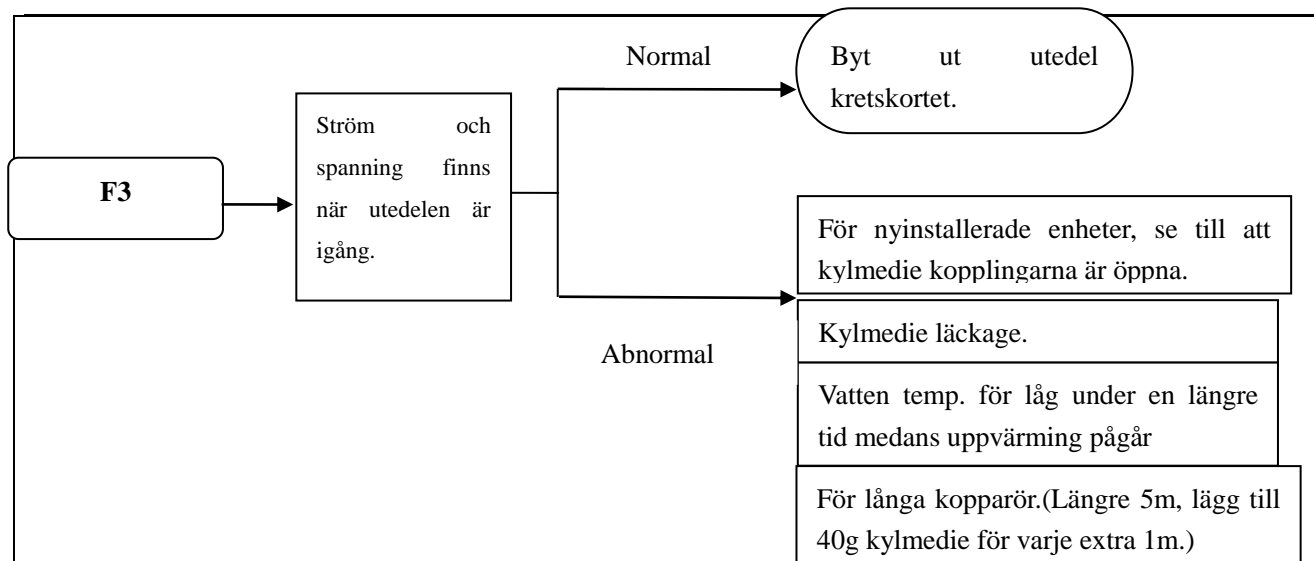 F3
Ström och
spanning finns
när utedelen är
igång.
Normal
Byt ut utedel
kretskortet.
Abnormal
För nyinstallerade enheter, se till att
kylmedie kopplingarna är öppna.
Kylmedie läckage.
Vatten temp. för låg under en längre
tid medans uppvärming pågår
För långa kopparör.(Längre 5m, lägg till
40g kylmedie för varje extra 1m.)